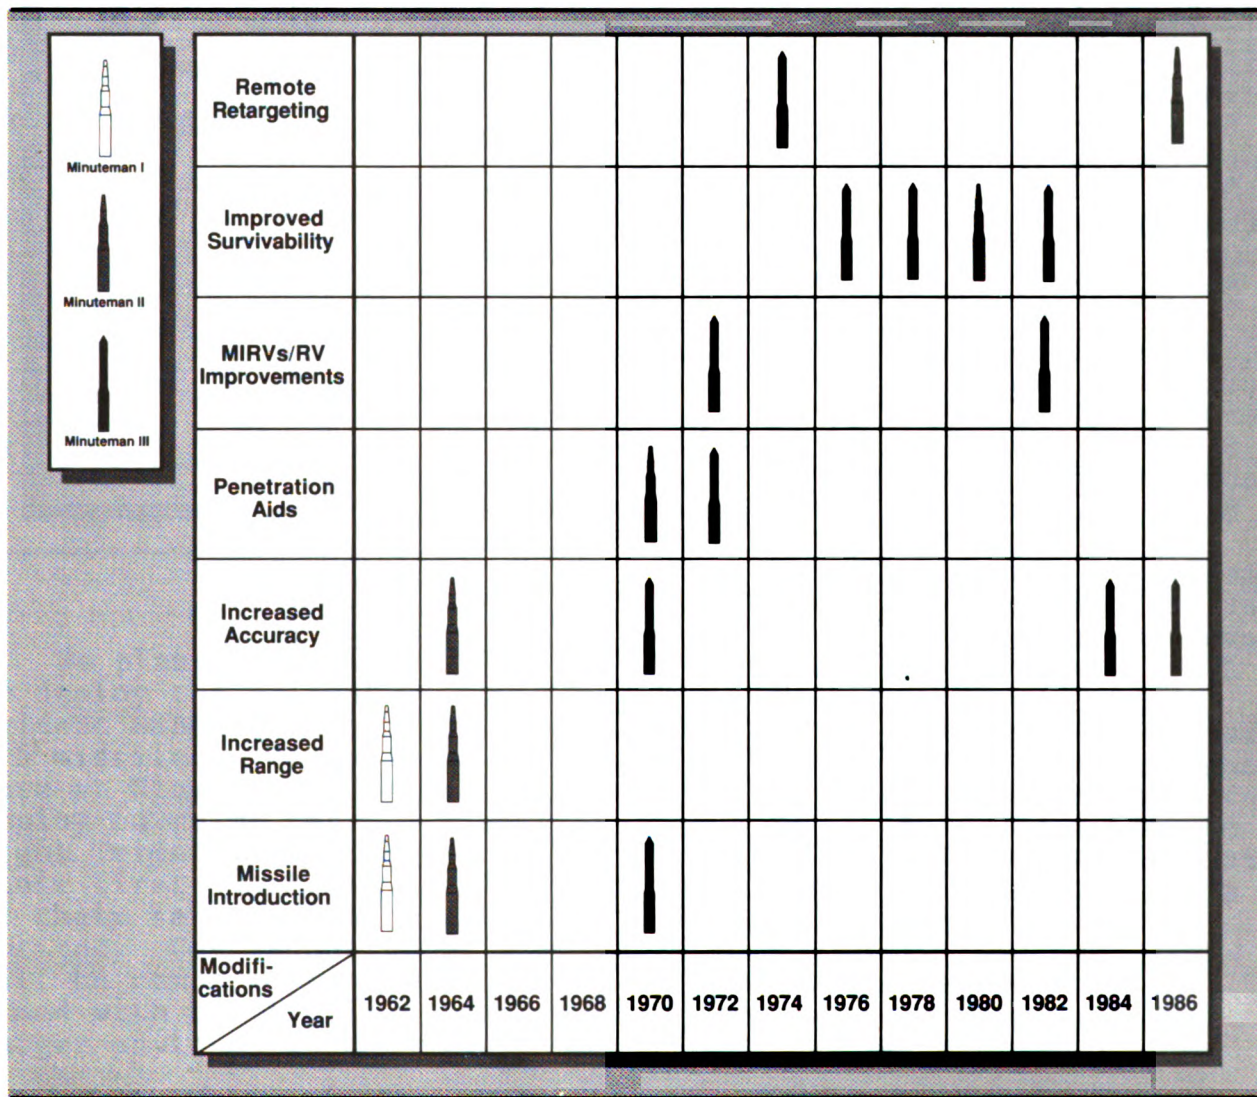 Minuteman I
Minuteman II
Minuteman III
Remote
Retargeting
Improved
Survivability
MIRVs/RV
Improvements
Penetration
Aids
Increased
Accuracy
Increased
Range
Missile
Introduction
Modifi-
cations
Year
1962 1964 1966 1968 1970 1972 1974 1976 1978 1980 1982 1984 1986